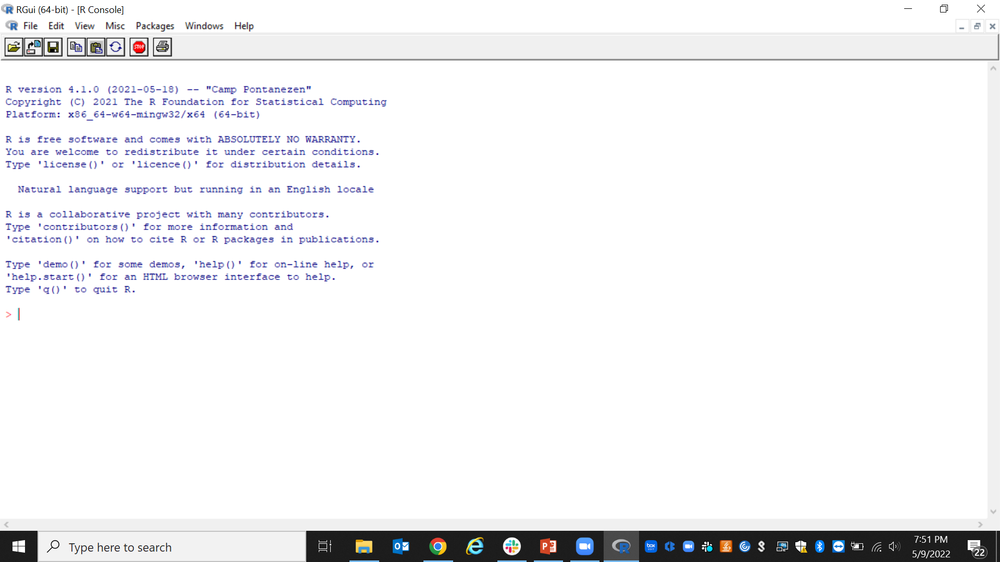 RGui (64-bit) - [R Console]
File Edit View Misc Packages Windows Help
STOP
R version 4.1.0 (2021-05-18) -- "Camp Pontanezen"
Copyright (C) 2021 The R Foundation for Statistical Computing
Platform: x86_64-w64-mingw32/x64 (64-bit)
R is free software and comes with ABSOLUTELY NO WARRANTY.
You are welcome to redistribute it under certain conditions.
Type 'license()' or 'licence()' for distribution details.
Natural language support but running in an English locale
R is a collaborative project with many contributors.
Type 'contributors()' for more information and
'citation()' on how to cite R or R packages in publications.
Type 'demo()' for some demos, 'help()' for on-line help, or
'help.start()' for an HTML browser interface to help.
Type 'q()' to quit R.
>
Type here to search
7:51 PM
5/9/2022
22